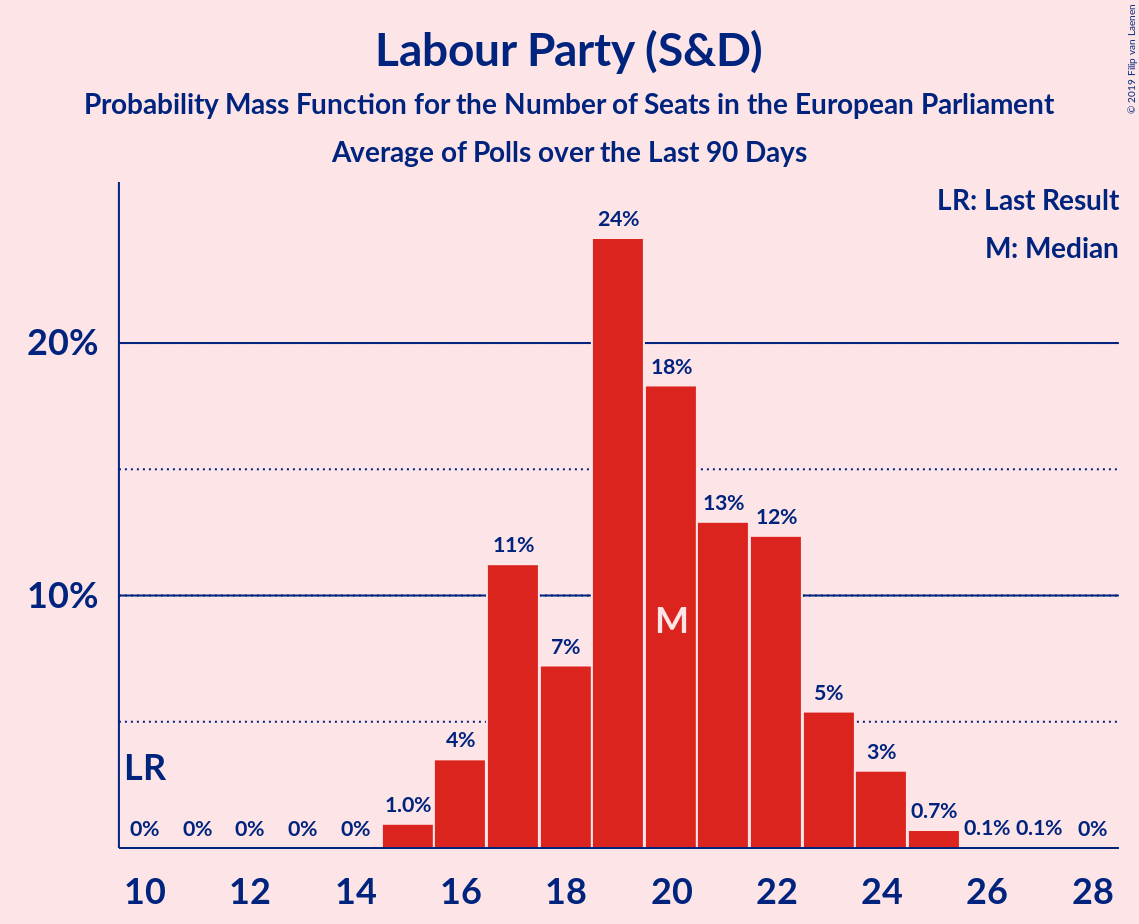 Labour Party (S&D)
Probability Mass Function for the Number of Seats in the European Parliament
Average of Polls over the Last 90 Days
© 2019 Filip van Laenen
LR: Last Result
M: Median
24%
20%
18%
13%
12%
11%
10%
M
7%
5%
4%
3%
LR
1.0%
0.7%
0% 0% 0% 0% 0% 0.1% 0.1% 0%
10 12 14 16 18 20 22 24 26 28